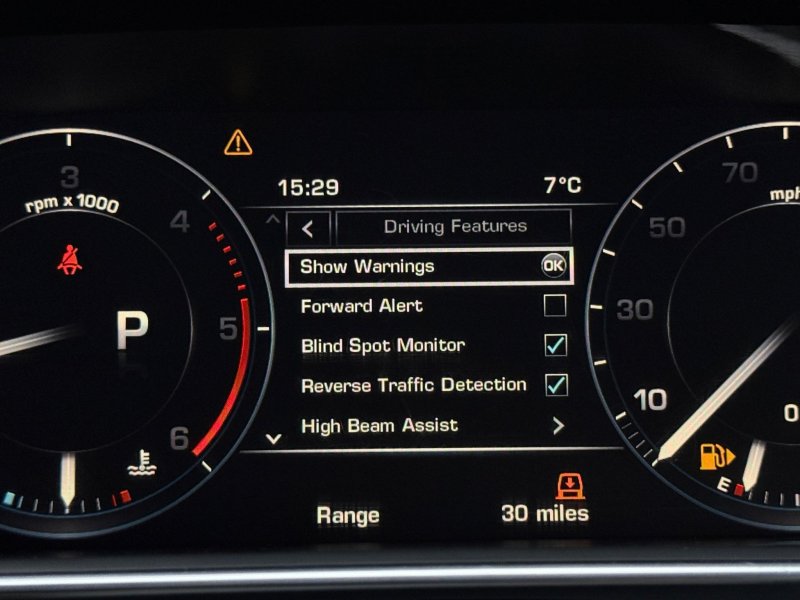 3
rpm x 1000
4
5
6
P
15:29
7°C
Driving Features
Show Warnings OK
Forward Alert
Blind Spot Monitor
Reverse Traffic Detection
High Beam Assist
Range 30 miles
70
mph
50
30
10
0
E